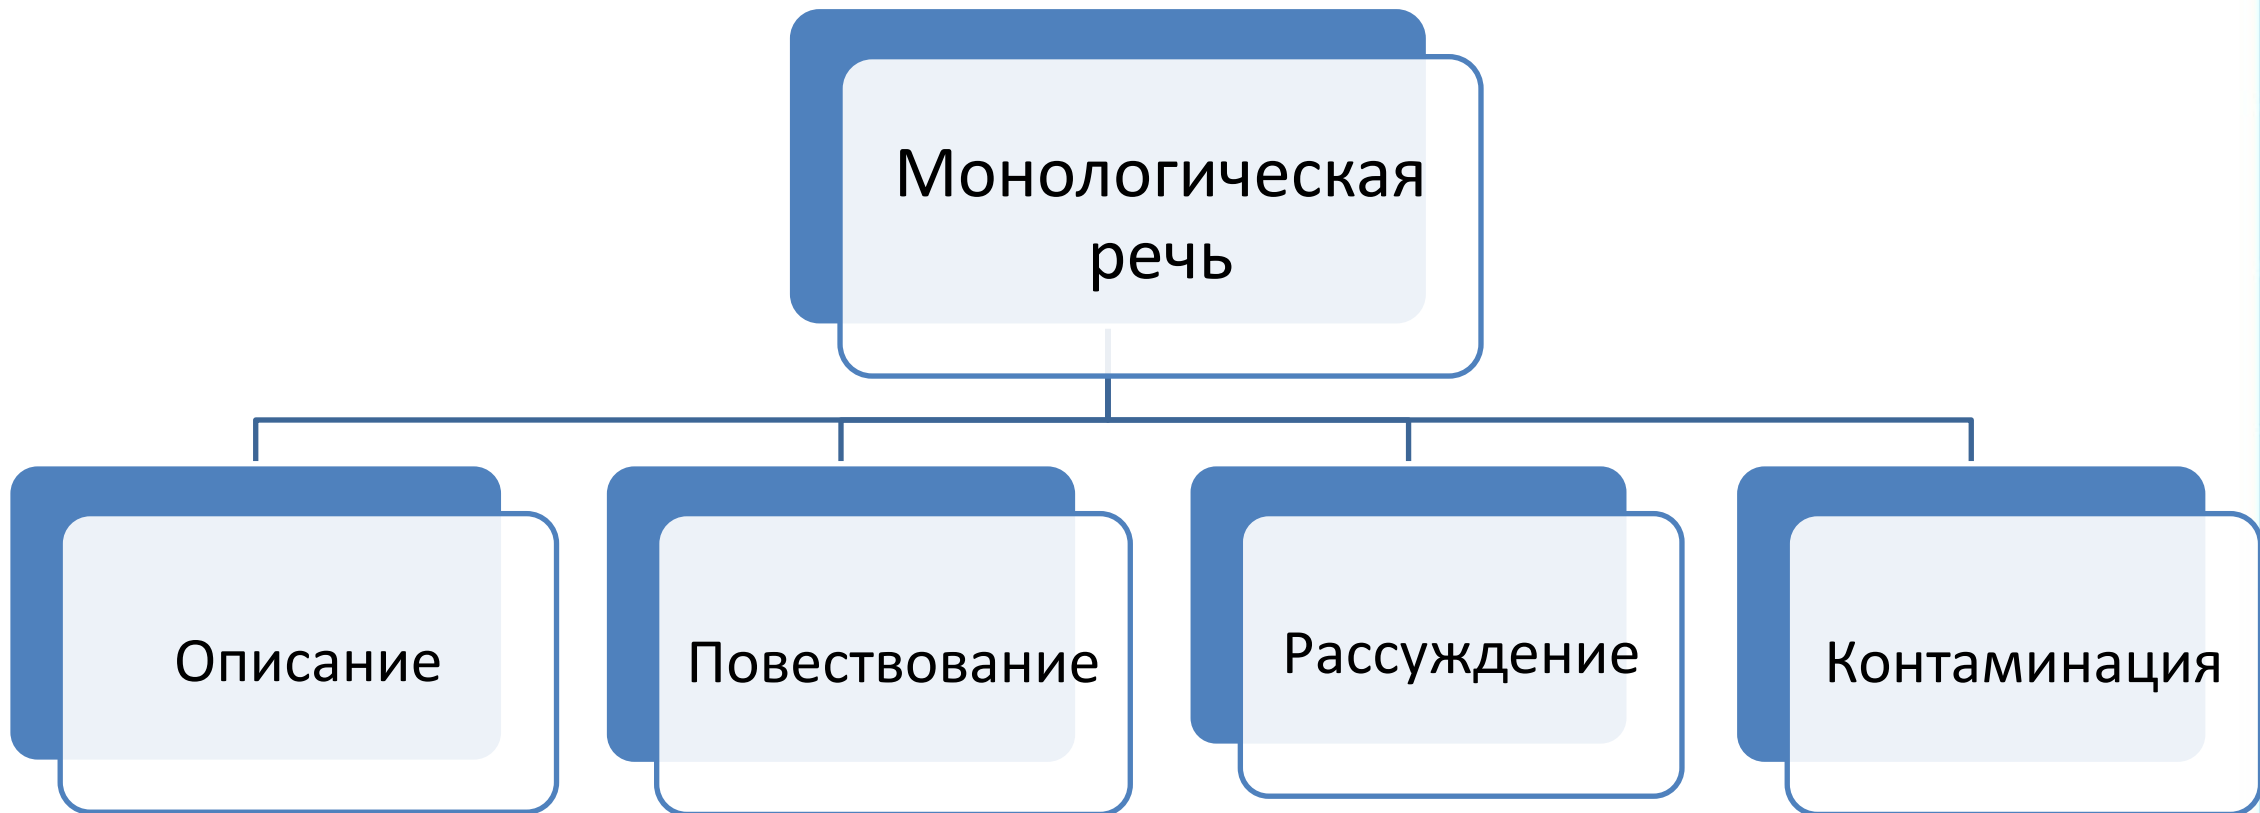 Монологическая
речь
Описание
Повествование
Рассуждение
Контаминация